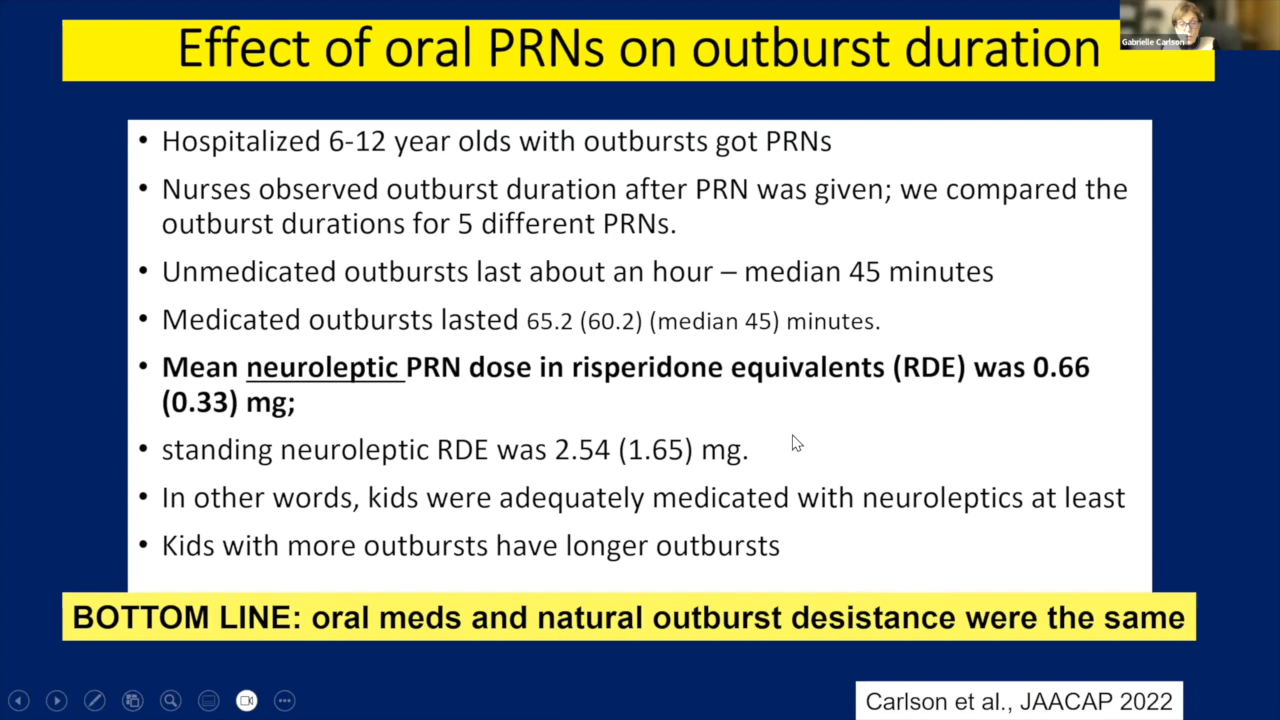 Effect of oral PRNs on outburst duration
Gabrielle Carlson
• Hospitalized 6-12 year olds with outbursts got PRNs
• Nurses observed outburst duration after PRN was given; we compared the
outburst durations for 5 different PRNs.
• Unmedicated outbursts last about an hour – median 45 minutes
• Medicated outbursts lasted 65.2 (60.2) (median 45) minutes.
• Mean neuroleptic PRN dose in risperidone equivalents (RDE) was 0.66
(0.33) mg;
• standing neuroleptic RDE was 2.54 (1.65) mg.
• In other words, kids were adequately medicated with neuroleptics at least
• Kids with more outbursts have longer outbursts
BOTTOM LINE: oral meds and natural outburst desistance were the same
Carlson et al., JAACAP 2022